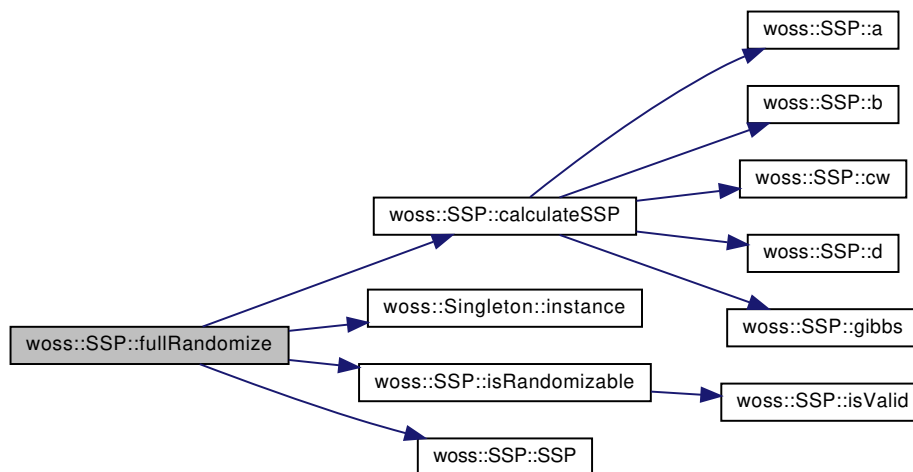 woss::SSP::a
woss::SSP::b
woss::SSP::cw
woss::SSP::calculateSSP
woss::SSP::d
woss::Singleton::instance
woss::SSP::gibbs
woss::SSP::fullRandomize
woss::SSP::isRandomizable
woss::SSP::isValid
woss::SSP::SSP